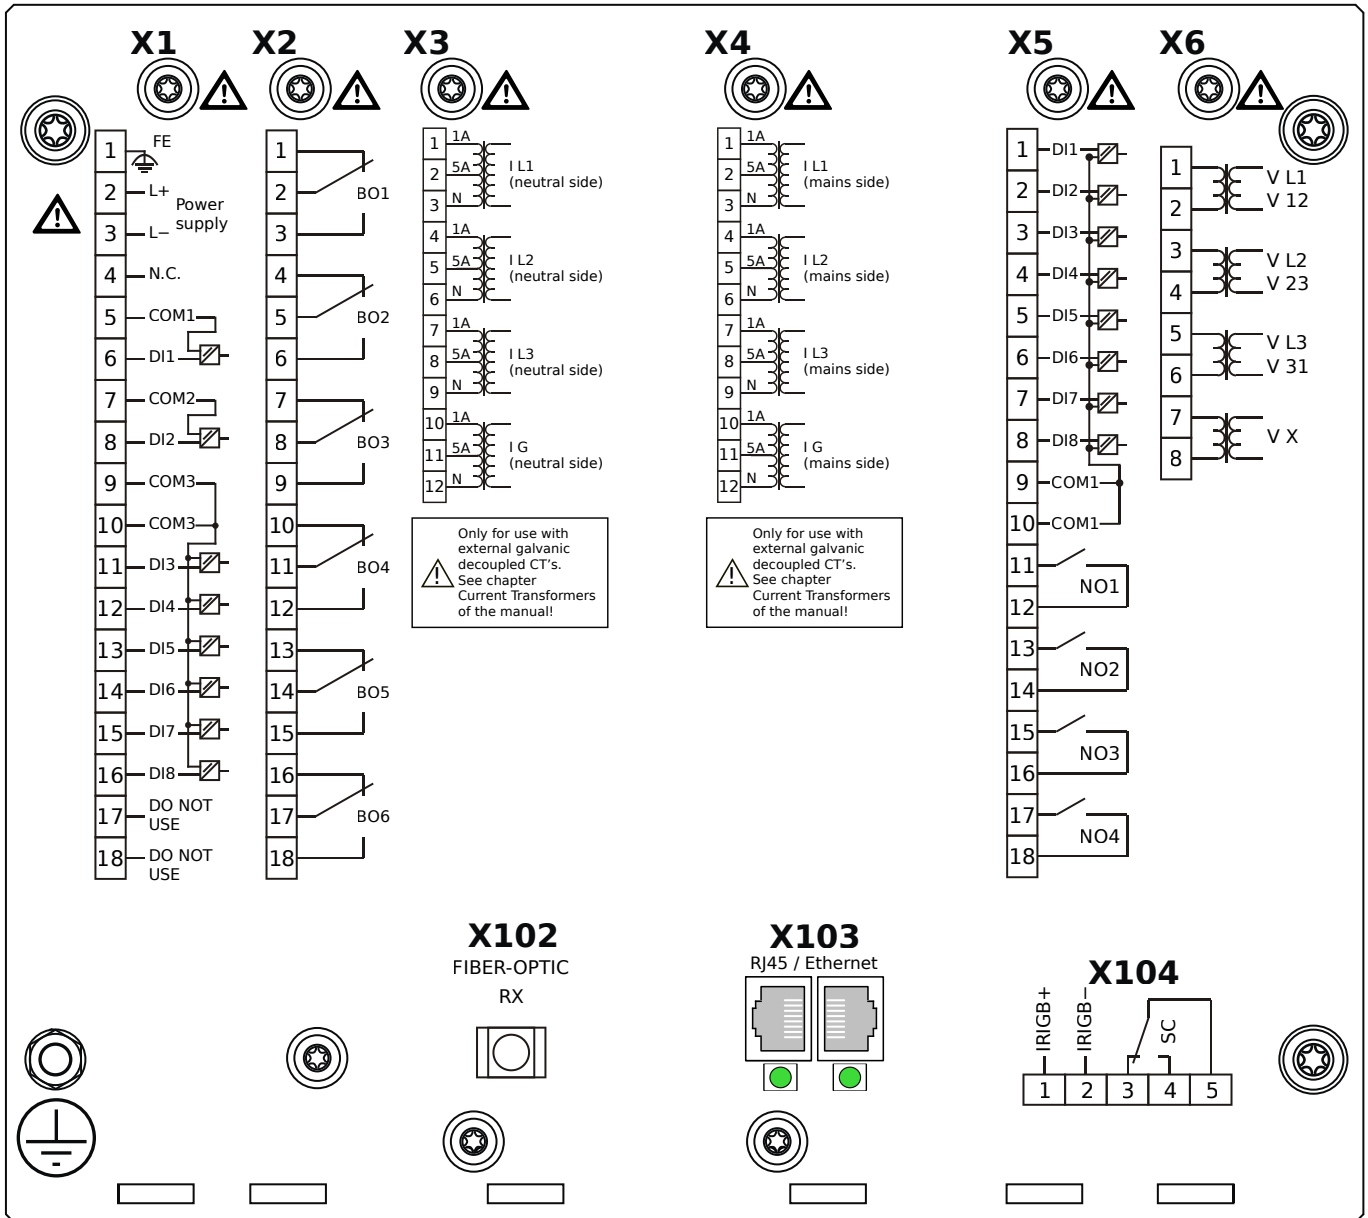 X1
1
FE
2
L+
Power
supply
3
L−
4
N.C.
5
COM1
6
DI1
7
COM2
8
DI2
9
COM3
10
COM3
11
DI3
12
DI4
13
DI5
14
DI6
15
DI7
16
DI8
17
DO NOT
USE
18
DO NOT
USE
X2
1
2
BO1
3
4
5
BO2
6
7
8
BO3
9
10
11
BO4
12
13
14
BO5
15
16
17
BO6
18
X3
1
1A
2
5A
3
N
I L1
(neutral side)
4
1A
5
5A
6
N
I L2
(neutral side)
7
1A
8
5A
9
N
I L3
(neutral side)
10
1A
11
5A
12
N
I G
(neutral side)
Only for use with
external galvanic
decoupled CT's.
See chapter
Current Transformers
of the manual!
X4
1
1A
2
5A
3
N
I L1
(mains side)
4
1A
5
5A
6
N
I L2
(mains side)
7
1A
8
5A
9
N
I L3
(mains side)
10
1A
11
5A
12
N
I G
(mains side)
Only for use with
external galvanic
decoupled CT's.
See chapter
Current Transformers
of the manual!
X5
1
DI1
2
DI2
3
DI3
4
DI4
5
DI5
6
DI6
7
DI7
8
DI8
9
COM1
10
COM1
11
NO1
12
13
NO2
14
15
NO3
16
17
NO4
18
X6
1
2
V L1
V 12
3
4
V L2
V 23
5
6
V L3
V 31
7
8
V X
X102
FIBER-OPTIC
RX
X103
RJ45 / Ethernet
X104
IRIGB+
IRIGB−
SC
1 2 3 4 5